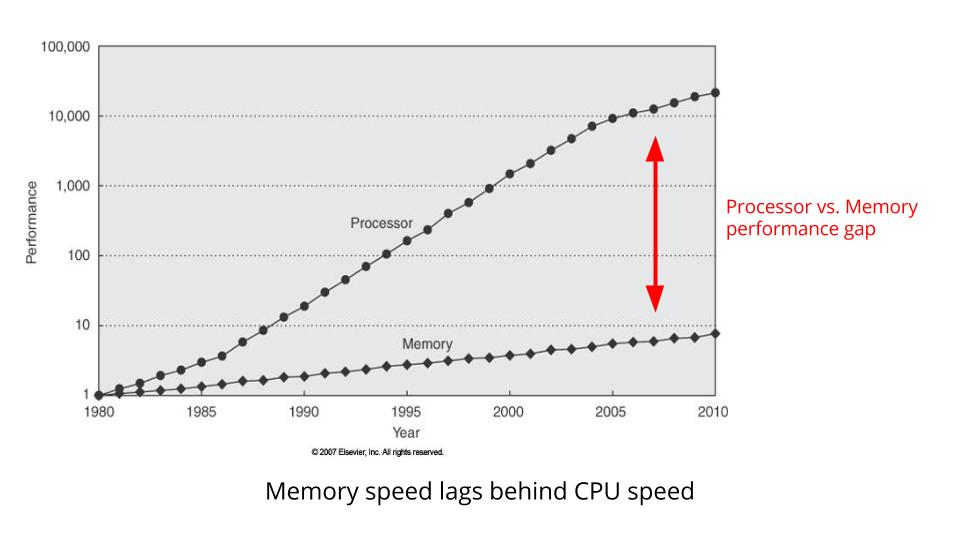 100,000
10,000
1,000
100
10
1
Performance
Processor
Memory
Processor vs. Memory
performance gap
1980 1985 1990 1995 2000 2005 2010
Year
© 2007 Elsevier, Inc. All rights reserved.
Memory speed lags behind CPU speed